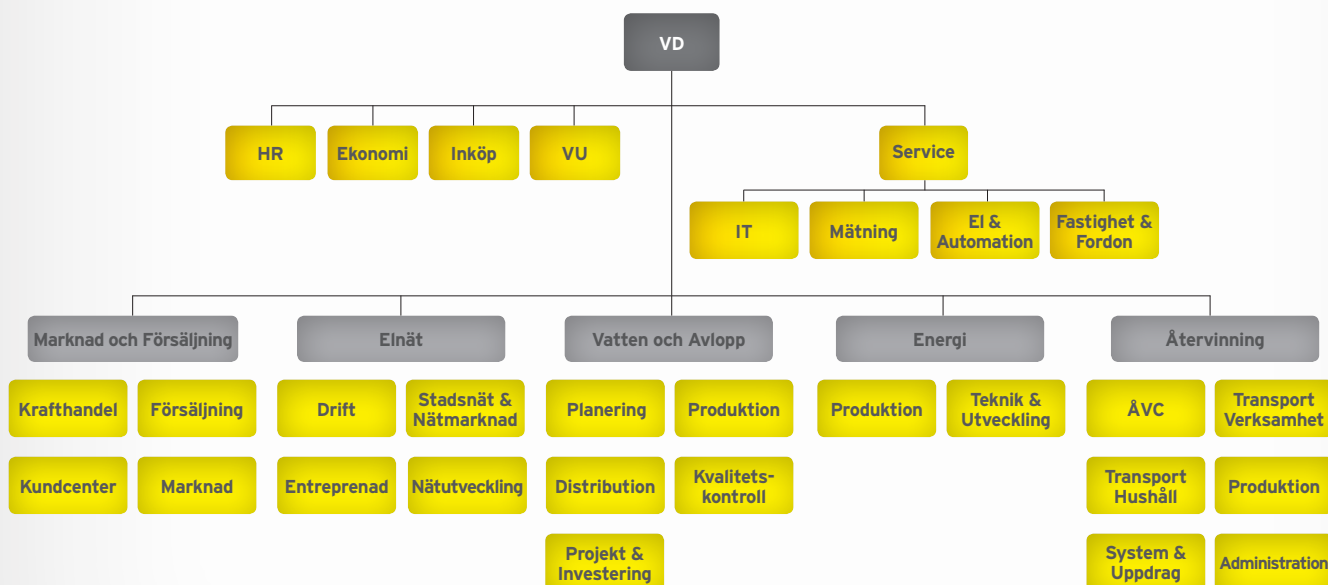 VD
HR
Ekonomi
Inköp
VU
Service
IT
Mätning
El &
Automation
Fastighet &
Fordon
Marknad och Försäljning
Elnät
Vatten och Avlopp
Energi
Återvinning
Krafthandel
Försäljning
Kundcenter
Marknad
Drift
Stadsnät &
Nätmarknad
Entreprenad
Nätutveckling
Planering
Produktion
Distribution
Kvalitets-
kontroll
Projekt &
Investering
Produktion
Teknik &
Utveckling
ÅVC
Transport
Verksamhet
Transport
Hushåll
Produktion
System &
Uppdrag
Administration